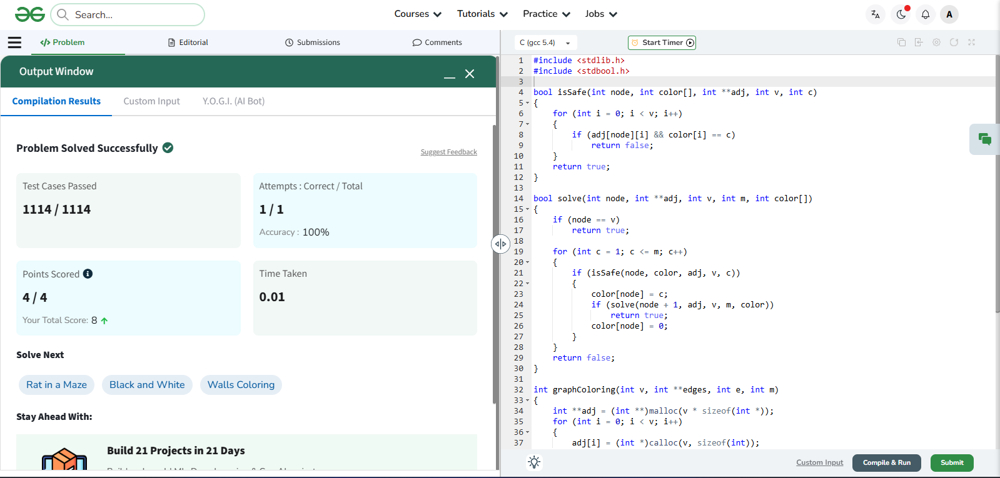 Search...
Courses Tutorials Practice Jobs
A
Problem Editorial Submissions Comments
C (gcc 5.4) Start Timer
Output Window
Compilation Results Custom Input Y.O.G.I. (AI Bot)
Problem Solved Successfully
Suggest Feedback
Test Cases Passed
1114 / 1114
Attempts : Correct / Total
1 / 1
Accuracy : 100%
Points Scored
4 / 4
Your Total Score: 8
Time Taken
0.01
Solve Next
Rat in a Maze Black and White Walls Coloring
Stay Ahead With:
Build 21 Projects in 21 Days
1 #include <stdlib.h>
2 #include <stdbool.h>
3
4 bool isSafe(int node, int color[], int **adj, int v, int c)
5 {
6     for (int i = 0; i < v; i++)
7     {
8         if (adj[node][i] && color[i] == c)
9             return false;
10     }
11     return true;
12 }
13
14 bool solve(int node, int **adj, int v, int m, int color[])
15 {
16     if (node == v)
17         return true;
18
19     for (int c = 1; c <= m; c++)
20     {
21         if (isSafe(node, color, adj, v, c))
22         {
23             color[node] = c;
24             if (solve(node + 1, adj, v, m, color))
25                 return true;
26             color[node] = 0;
27         }
28     }
29     return false;
30 }
31
32 int graphColoring(int v, int **edges, int e, int m)
33 {
34     int **adj = (int **)malloc(v * sizeof(int *));
35     for (int i = 0; i < v; i++)
36     {
37         adj[i] = (int *)calloc(v, sizeof(int));
Custom Input Compile & Run Submit